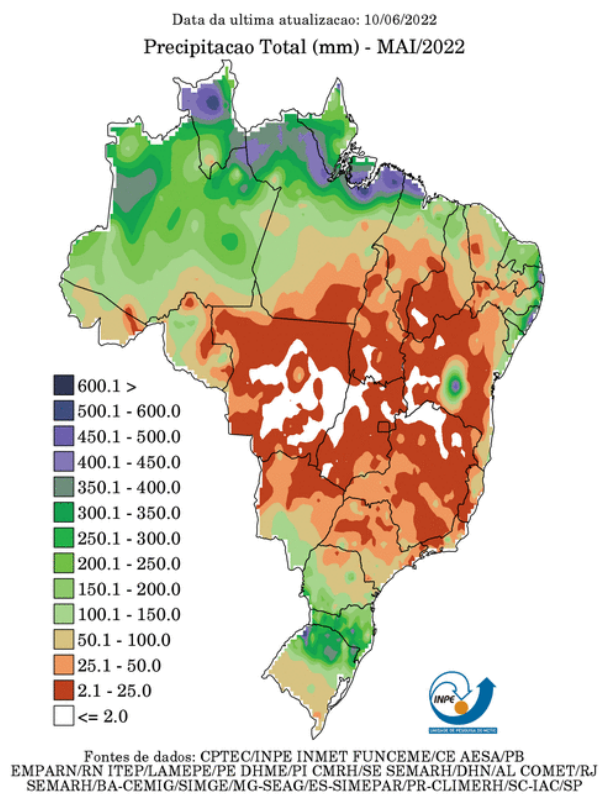 Data da ultima atualizacao: 10/06/2022
Precipitacao Total (mm) - MAI/2022
600.1 >
500.1 - 600.0
450.1 - 500.0
400.1 - 450.0
350.1 - 400.0
300.1 - 350.0
250.1 - 300.0
200.1 - 250.0
150.1 - 200.0
100.1 - 150.0
50.1 - 100.0
25.1 - 50.0
2.1 - 25.0
<= 2.0
INPE
Fontes de dados: CPTEC/INPE INMET FUNCEME/CE AESA/PB
EMPARN/RN ITEP/LAMEPE/PE DHME/PI CMRH/SE SEMARH/DHN/AL COMET/RJ
SEMARH/BA-CEMIG/SIMGE/MG-SEAG/ES-SIMEPAR/PR-CLIMERH/SC-IAC/SP